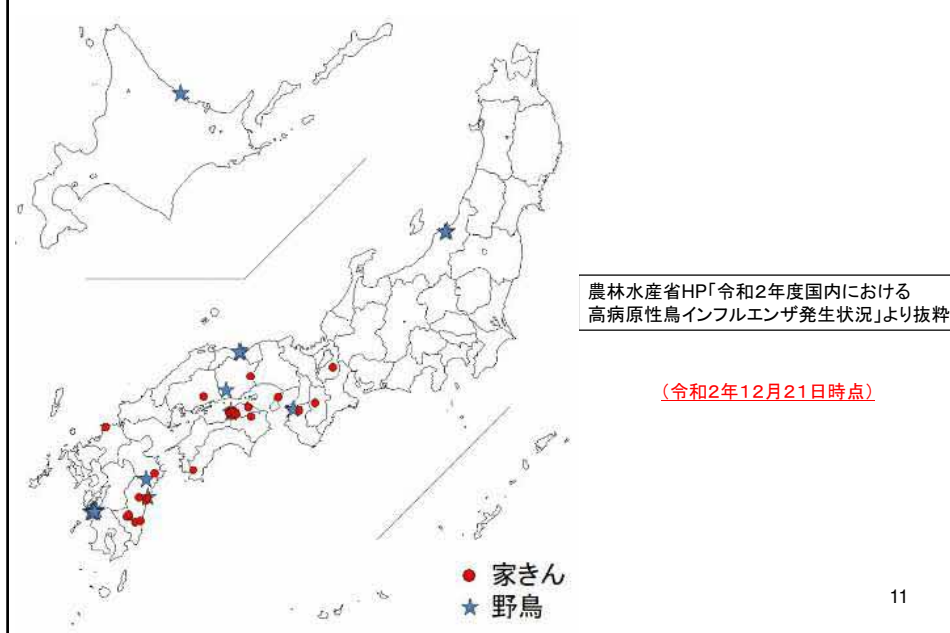 農林水産省HP「令和2年度国内における
高病原性鳥インフルエンザ発生状況」より抜粋
(令和2年12月21日時点)
家きん
野鳥
11